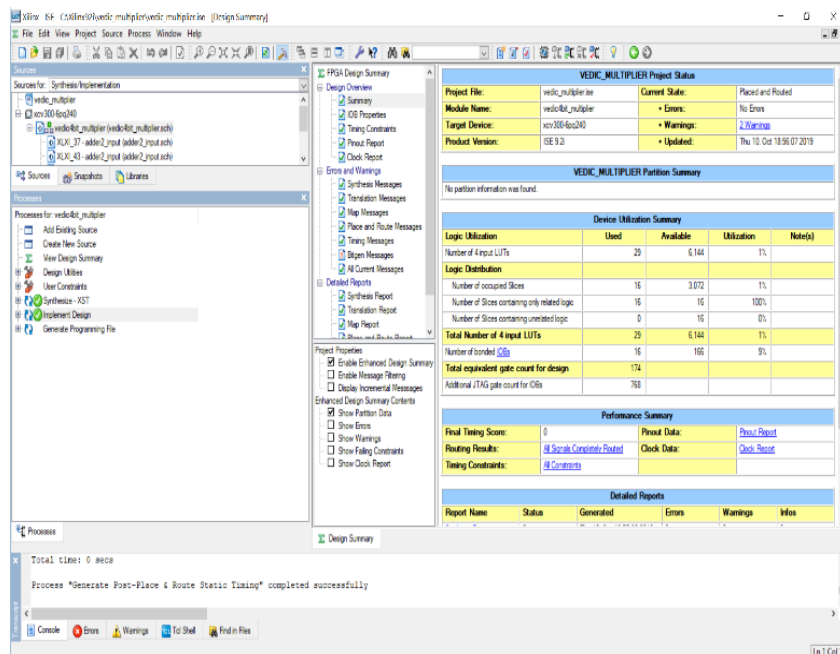 Xilinx - ISE - C:\Xilinx92i\vedic_multiplier\vedic_multiplier.ise - [Design Summary]
File Edit View Project Source Process Window Help
Sources
Sources for: Synthesis/Implementation
vedic_multiplier
xcv300-6pq240
vedic4bit_multiplier (vedic4bit_multiplier.sch)
XLXI_37 - adder2_input (adder2_input.sch)
XLXI_43 - adder2_input (adder2_input.sch)
Sources Snapshots Libraries
Processes
Processes for: vedic4bit_multiplier
Add Existing Source
Create New Source
View Design Summary
Design Utilities
User Constraints
Synthesize - XST
Implement Design
Generate Programming File
Processes
FPGA Design Summary
Design Overview
Summary
IOB Properties
Timing Constraints
Pinout Report
Clock Report
Errors and Warnings
Synthesis Messages
Translation Messages
Map Messages
Place and Route Messages
Timing Messages
Bitgen Messages
All Current Messages
Detailed Reports
Synthesis Report
Translation Report
Map Report
Place and Route Report
Project Properties
Enable Enhanced Design Summary
Enable Message Filtering
Display Incremental Messages
Enhanced Design Summary Contents
Show Partition Data
Show Errors
Show Warnings
Show Failing Constraints
Show Clock Report
Design Summary
VEDIC_MULTIPLIER Project Status
Project File: vedic_multiplier.ise Current State: Placed and Routed
Module Name: vedic4bit_multiplier • Errors: No Errors
Target Device: xcv300-6pq240 • Warnings: 2 Warnings
Product Version: ISE 9.2i • Updated: Thu 10. Oct 18:56:07 2019
VEDIC_MULTIPLIER Partition Summary
No partition information was found.
Device Utilization Summary
Logic Utilization Used Available Utilization Note(s)
Number of 4 input LUTs 29 6,144 1%
Logic Distribution
Number of occupied Slices 16 3,072 1%
Number of Slices containing only related logic 16 16 100%
Number of Slices containing unrelated logic 0 16 0%
Total Number of 4 input LUTs 29 6,144 1%
Number of bonded IOBs 16 166 9%
Total equivalent gate count for design 174
Additional JTAG gate count for IOBs 768
Performance Summary
Final Timing Score: 0 Pinout Data: Pinout Report
Routing Results: All Signals Completely Routed Clock Data: Clock Report
Timing Constraints: All Constraints
Detailed Reports
Report Name Status Generated Errors Warnings Infos
Total time: 0 secs
Process "Generate Post-Place & Route Static Timing" completed successfully
Console Errors Warnings Tcl Shell Find in Files
Ln 1 Col